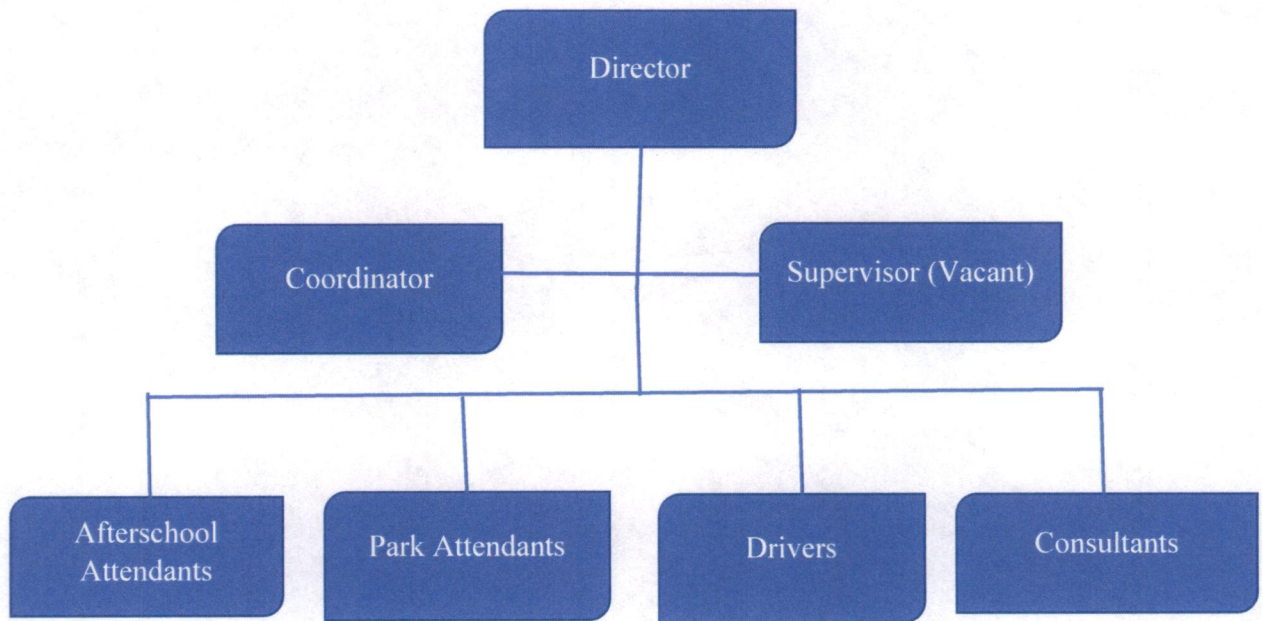 Director
Coordinator
Supervisor (Vacant)
Afterschool
Attendants
Park Attendants
Drivers
Consultants